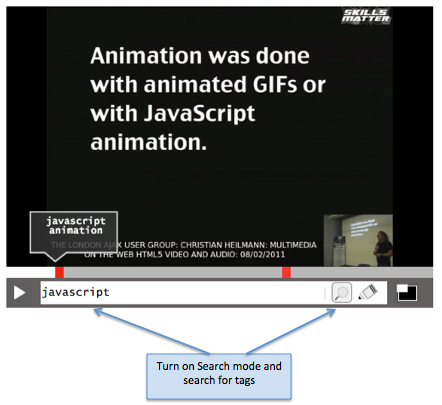 SKILLS
MATTER
Animation was done
with animated GIFs or
with JavaScript
animation.
javascript
animation
THE LONDON AJAX USER GROUP: CHRISTIAN HEILMANN: MULTIMEDIA
ON THE WEB HTML5 VIDEO AND AUDIO: 08/02/2011
javascript
Turn on Search mode and
search for tags